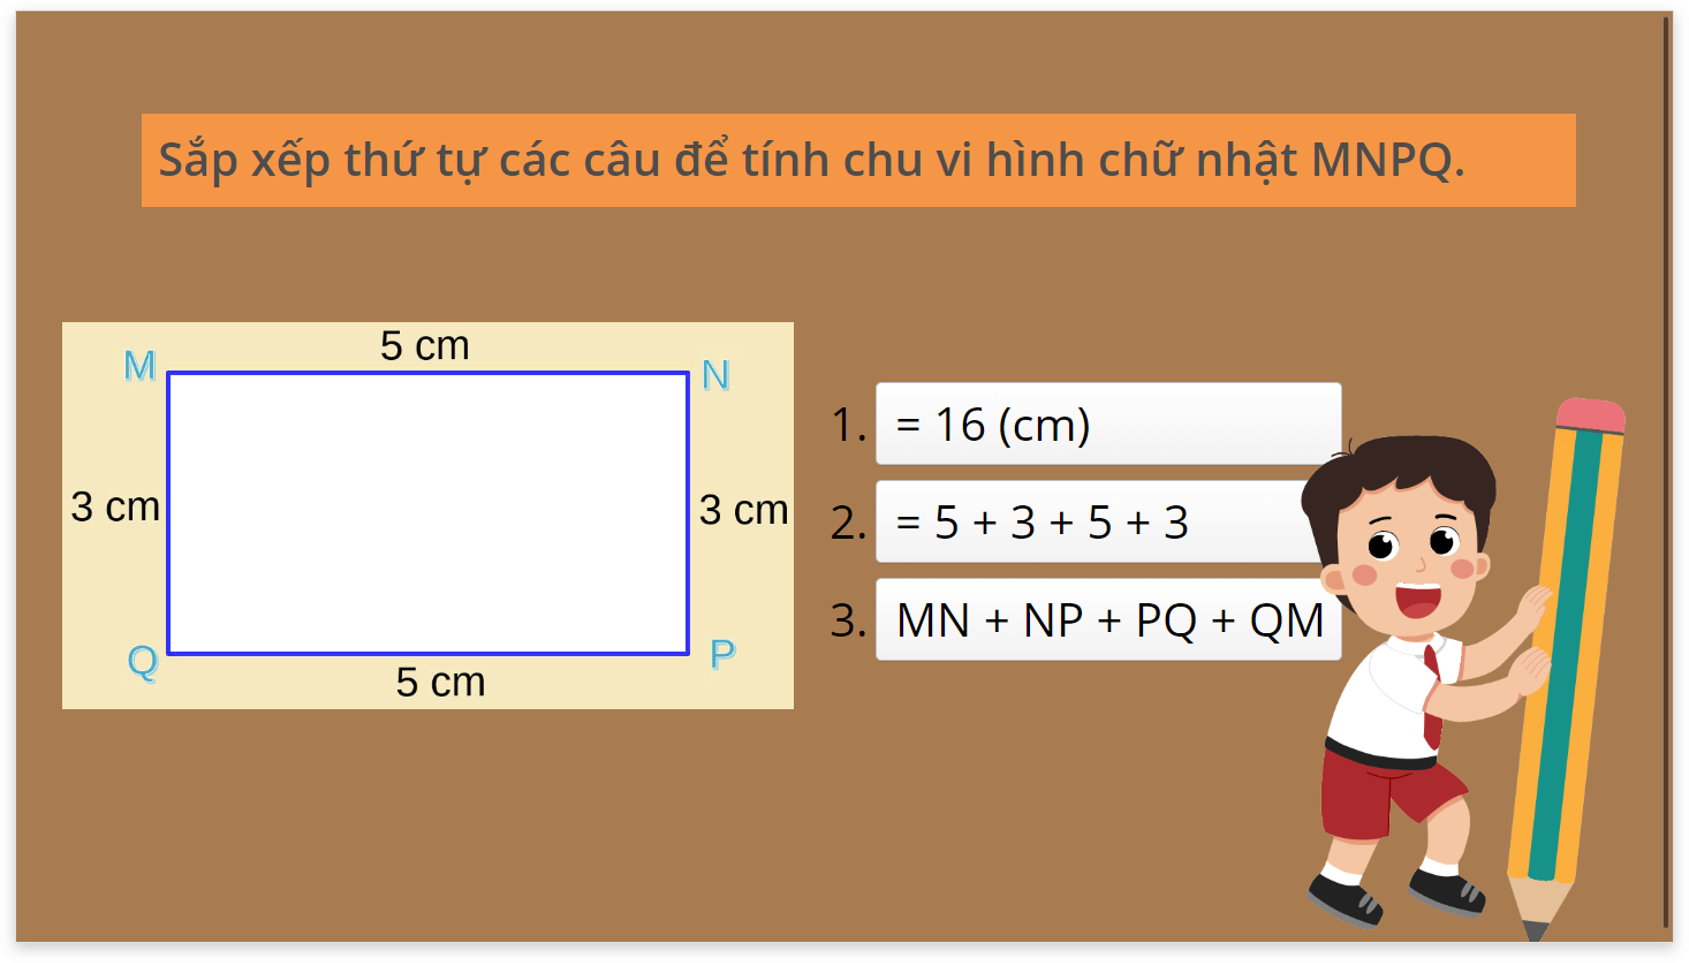 Sắp xếp thứ tự các câu để tính chu vi hình chữ nhật MNPQ.
5 cm
M
N
3 cm
3 cm
Q
P
5 cm
1. = 16 (cm)
2. = 5 + 3 + 5 + 3
3. MN + NP + PQ + QM